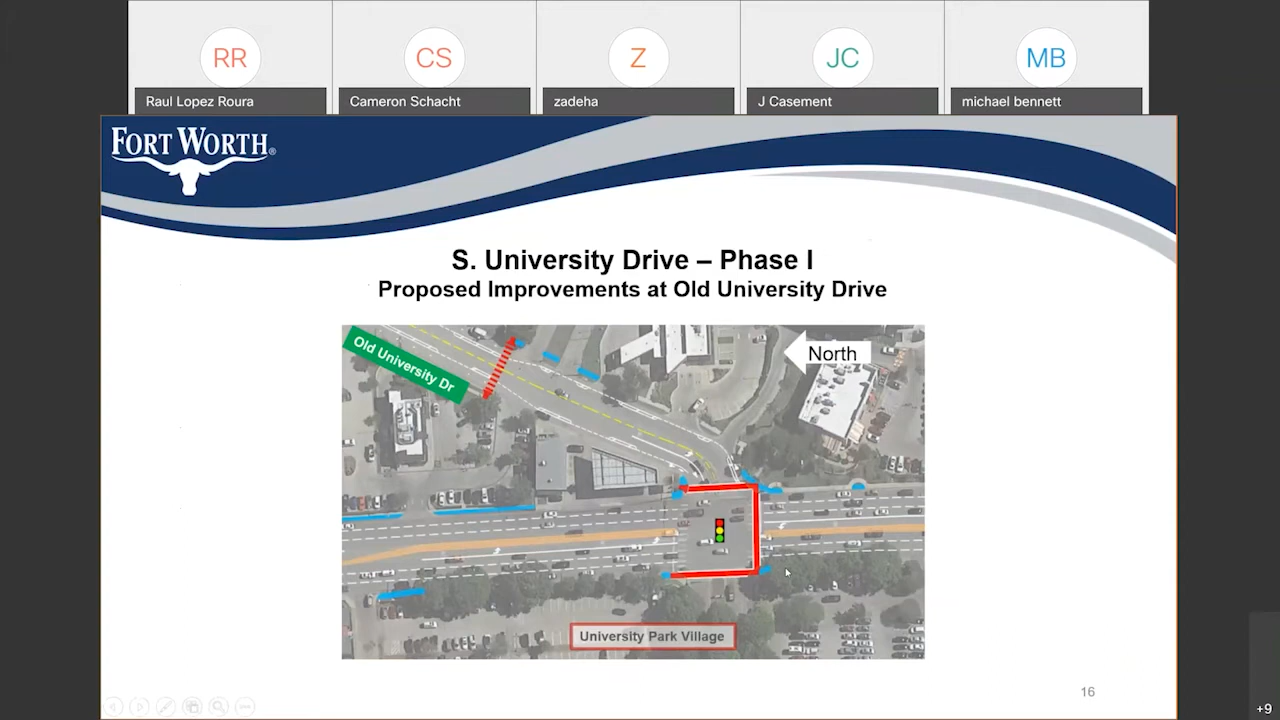 RR
CS
Z
JC
MB
Raul Lopez Roura
Cameron Schacht
zadeha
J Casement
michael bennett
FORT WORTH®
S. University Drive – Phase I
Proposed Improvements at Old University Drive
Old University Dr
North
University Park Village
16
+9